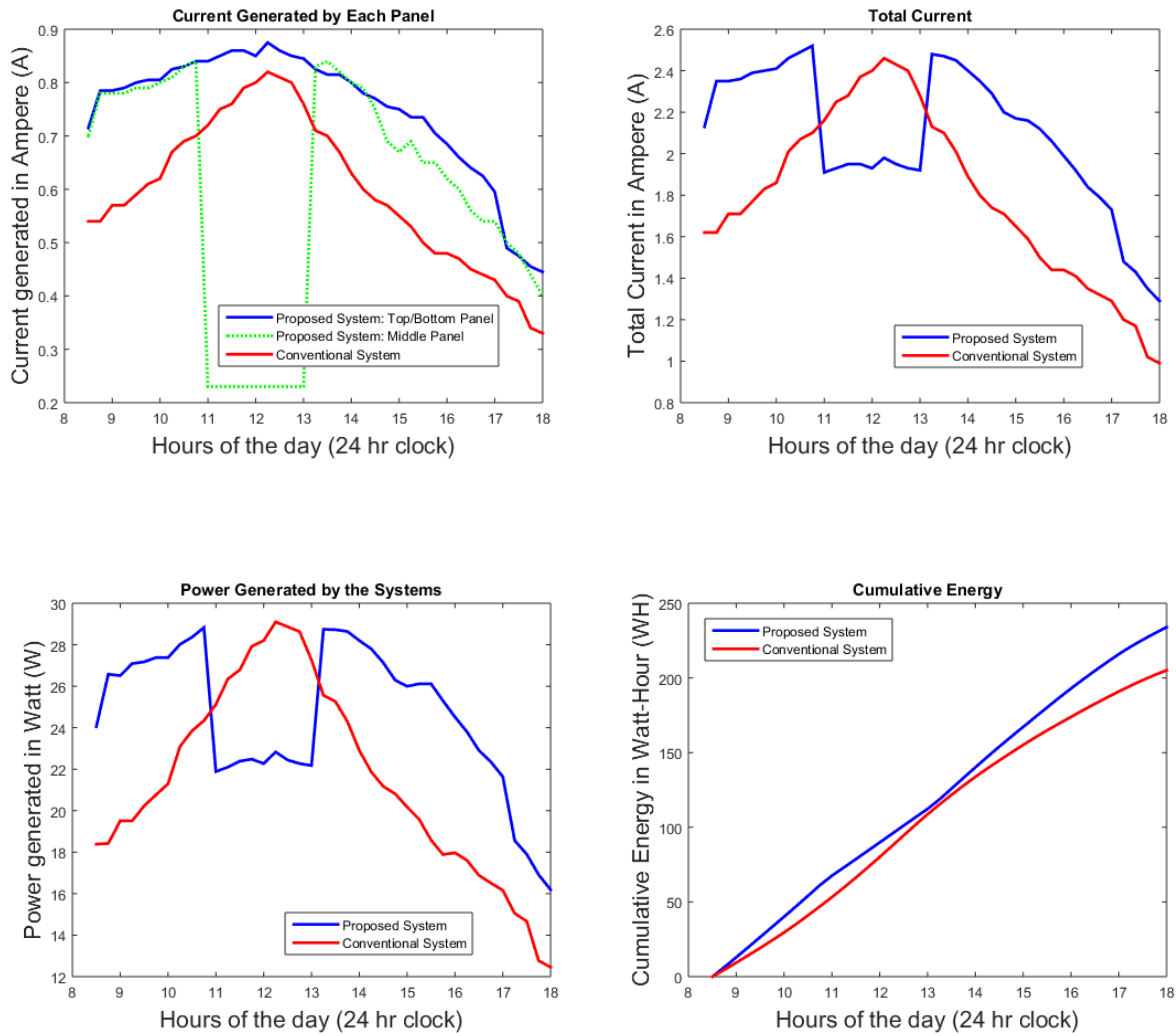 Current Generated by Each Panel
Current generated in Ampere (A)
0.9
0.8
0.7
0.6
0.5
0.4
0.3
0.2
Proposed System: Top/Bottom Panel
Proposed System: Middle Panel
Conventional System
8 9 10 11 12 13 14 15 16 17 18
Hours of the day (24 hr clock)
Total Current
Total Current in Ampere (A)
2.6
2.4
2.2
2
1.8
1.6
1.4
1.2
1
0.8
Proposed System
Conventional System
8 9 10 11 12 13 14 15 16 17 18
Hours of the day (24 hr clock)
Power Generated by the Systems
Power generated in Watt (W)
30
28
26
24
22
20
18
16
14
12
Proposed System
Conventional System
8 9 10 11 12 13 14 15 16 17 18
Hours of the day (24 hr clock)
Cumulative Energy
Cumulative Energy in Watt-Hour (WH)
250
200
150
100
50
0
Proposed System
Conventional System
8 9 10 11 12 13 14 15 16 17 18
Hours of the day (24 hr clock)